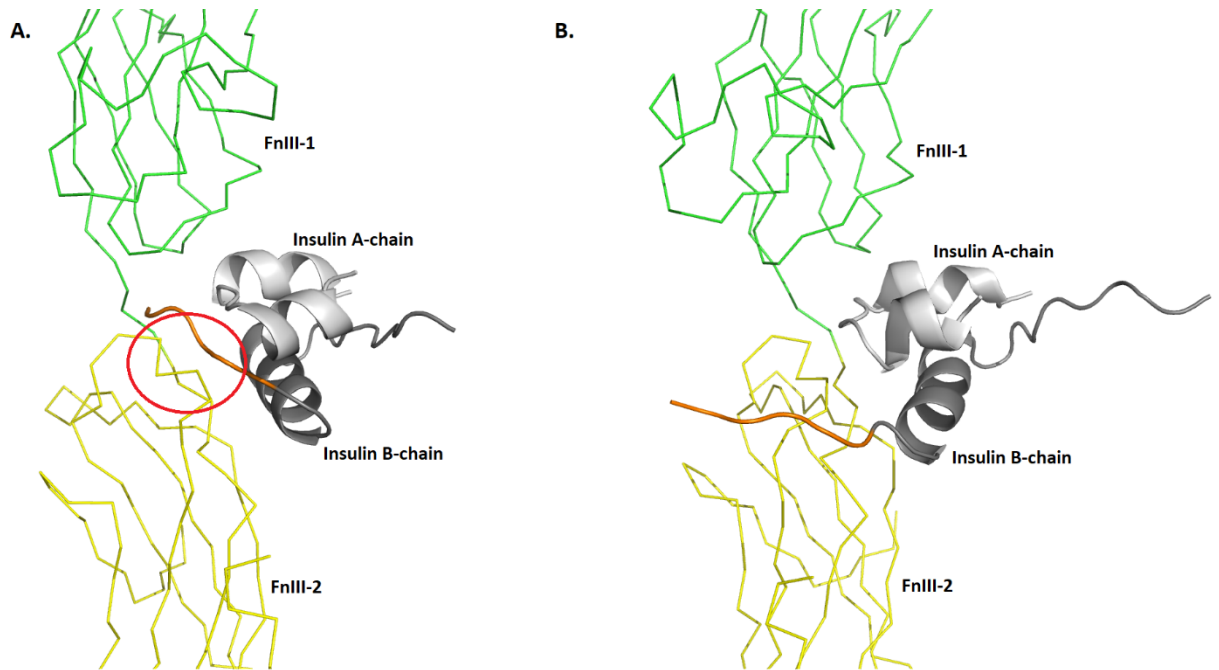 A.
FnIII-1
Insulin A-chain
Insulin B-chain
FnIII-2
B.
FnIII-1
Insulin A-chain
Insulin B-chain
FnIII-2